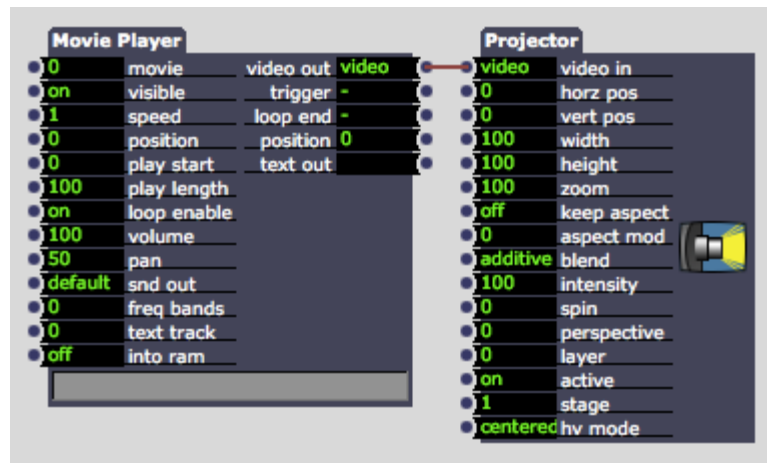 Movie Player
0 movie video out video
on visible trigger -
1 speed loop end -
0 position position 0
0 play start text out
100 play length
on loop enable
100 volume
50 pan
default snd out
0 freq bands
0 text track
off into ram
Projector
video video in
0 horz pos
0 vert pos
100 width
100 height
100 zoom
off keep aspect
0 aspect mod
additive blend
100 intensity
0 spin
0 perspective
0 layer
on active
1 stage
centered hv mode